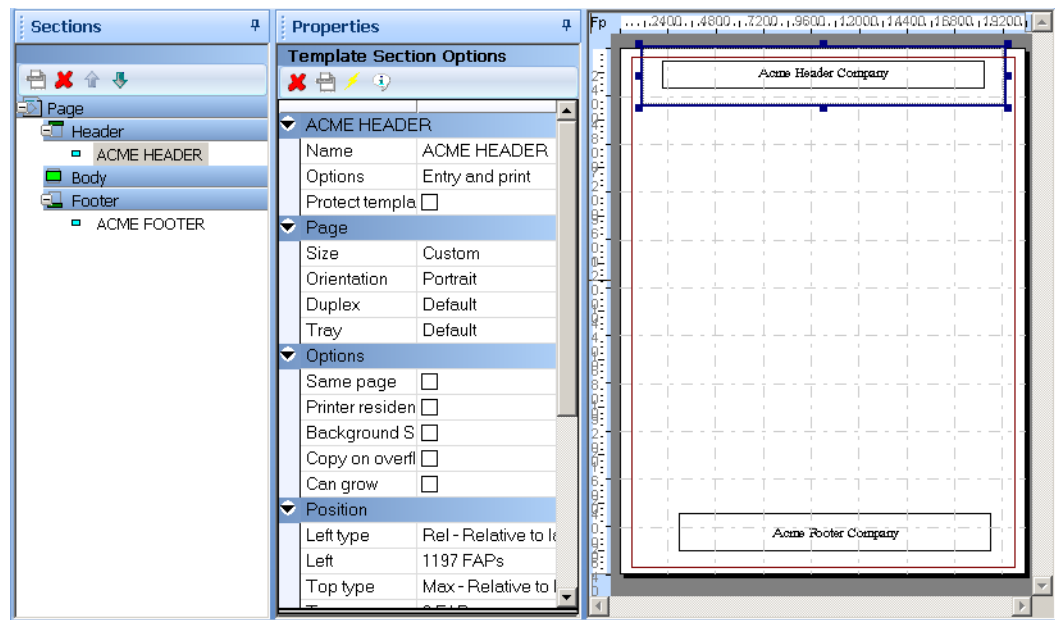 Sections
Page
Header
ACME HEADER
Body
Footer
ACME FOOTER
Properties
Template Section Options
ACME HEADER
Name ACME HEADER
Options Entry and print
Protect templa
Page
Size Custom
Orientation Portrait
Duplex Default
Tray Default
Options
Same page
Printer residen
Background S
Copy on overfl
Can grow
Position
Left type Rel - Relative to la
Left 1197 FAPs
Top type Max - Relative to l
Fp 2400 4800 7200 9600 12000 14400 16800 19200
Acme Header Company
Acme Footer Company